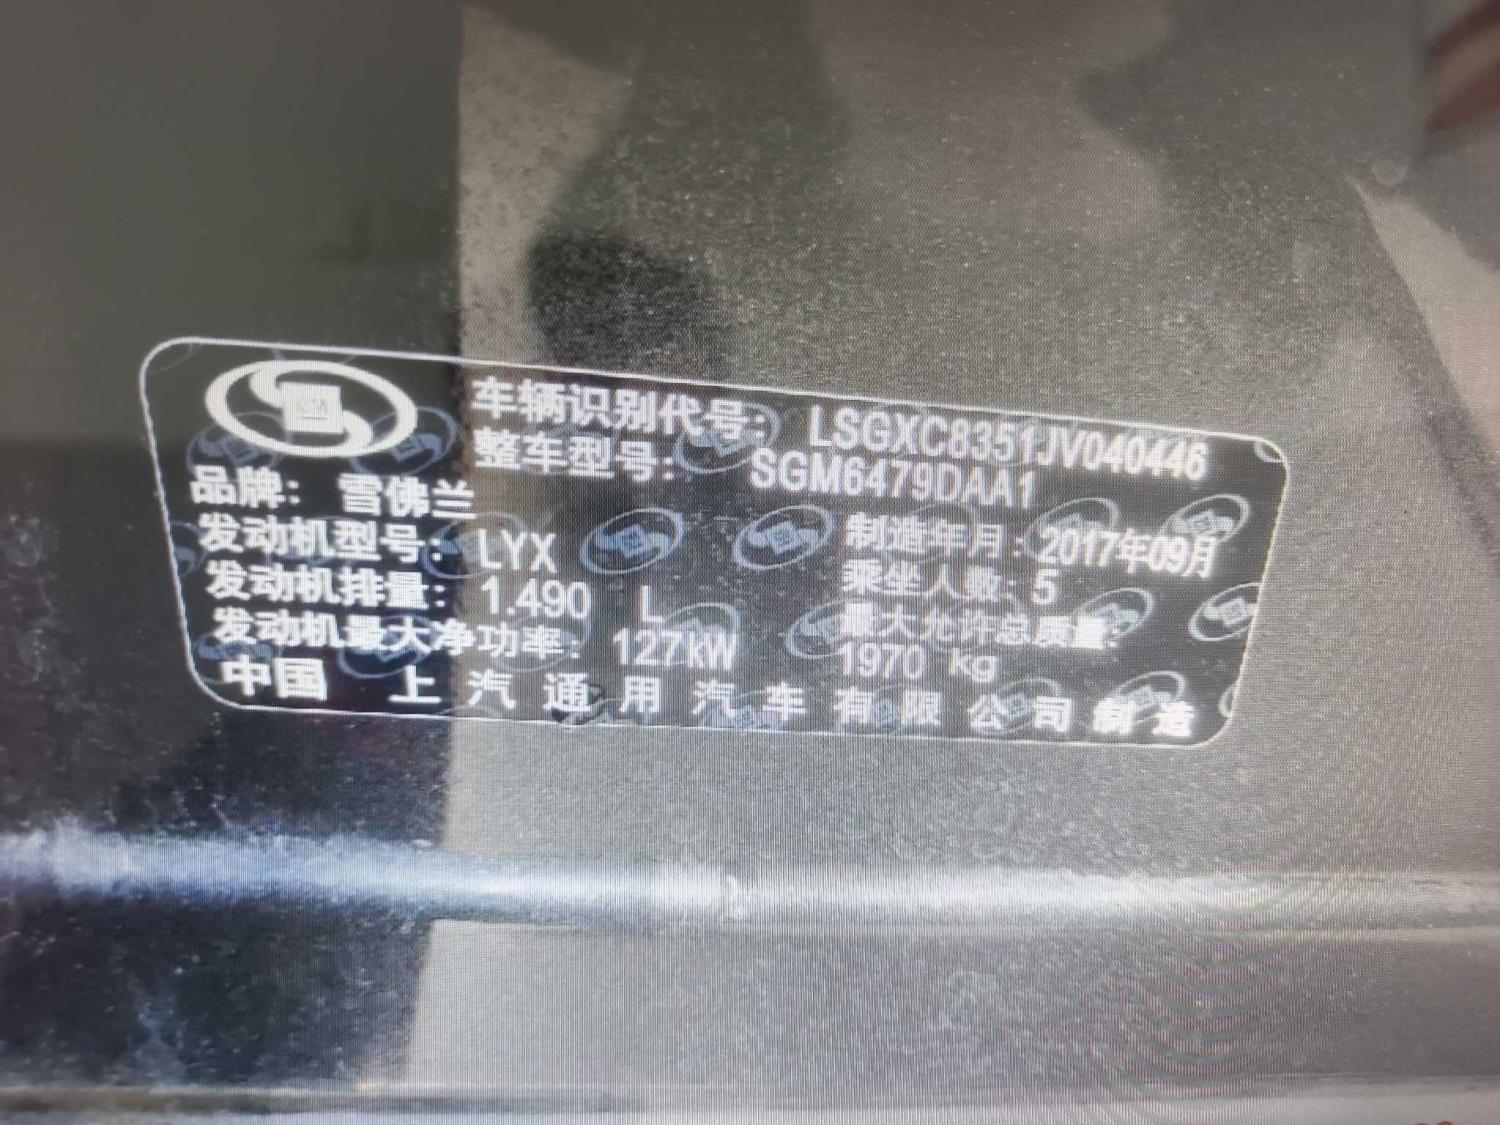 车辆识别代号: LSGXC8351JV040446
整车型号: SGM6479DAA1
品牌: 雪佛兰
发动机型号: LYX
制造年月: 2017年09月
发动机排量: 1.490 L
乘坐人数: 5
发动机最大净功率: 127kW
最大允许总质量:
1970 kg
中国 上汽通用汽车有限公司制造